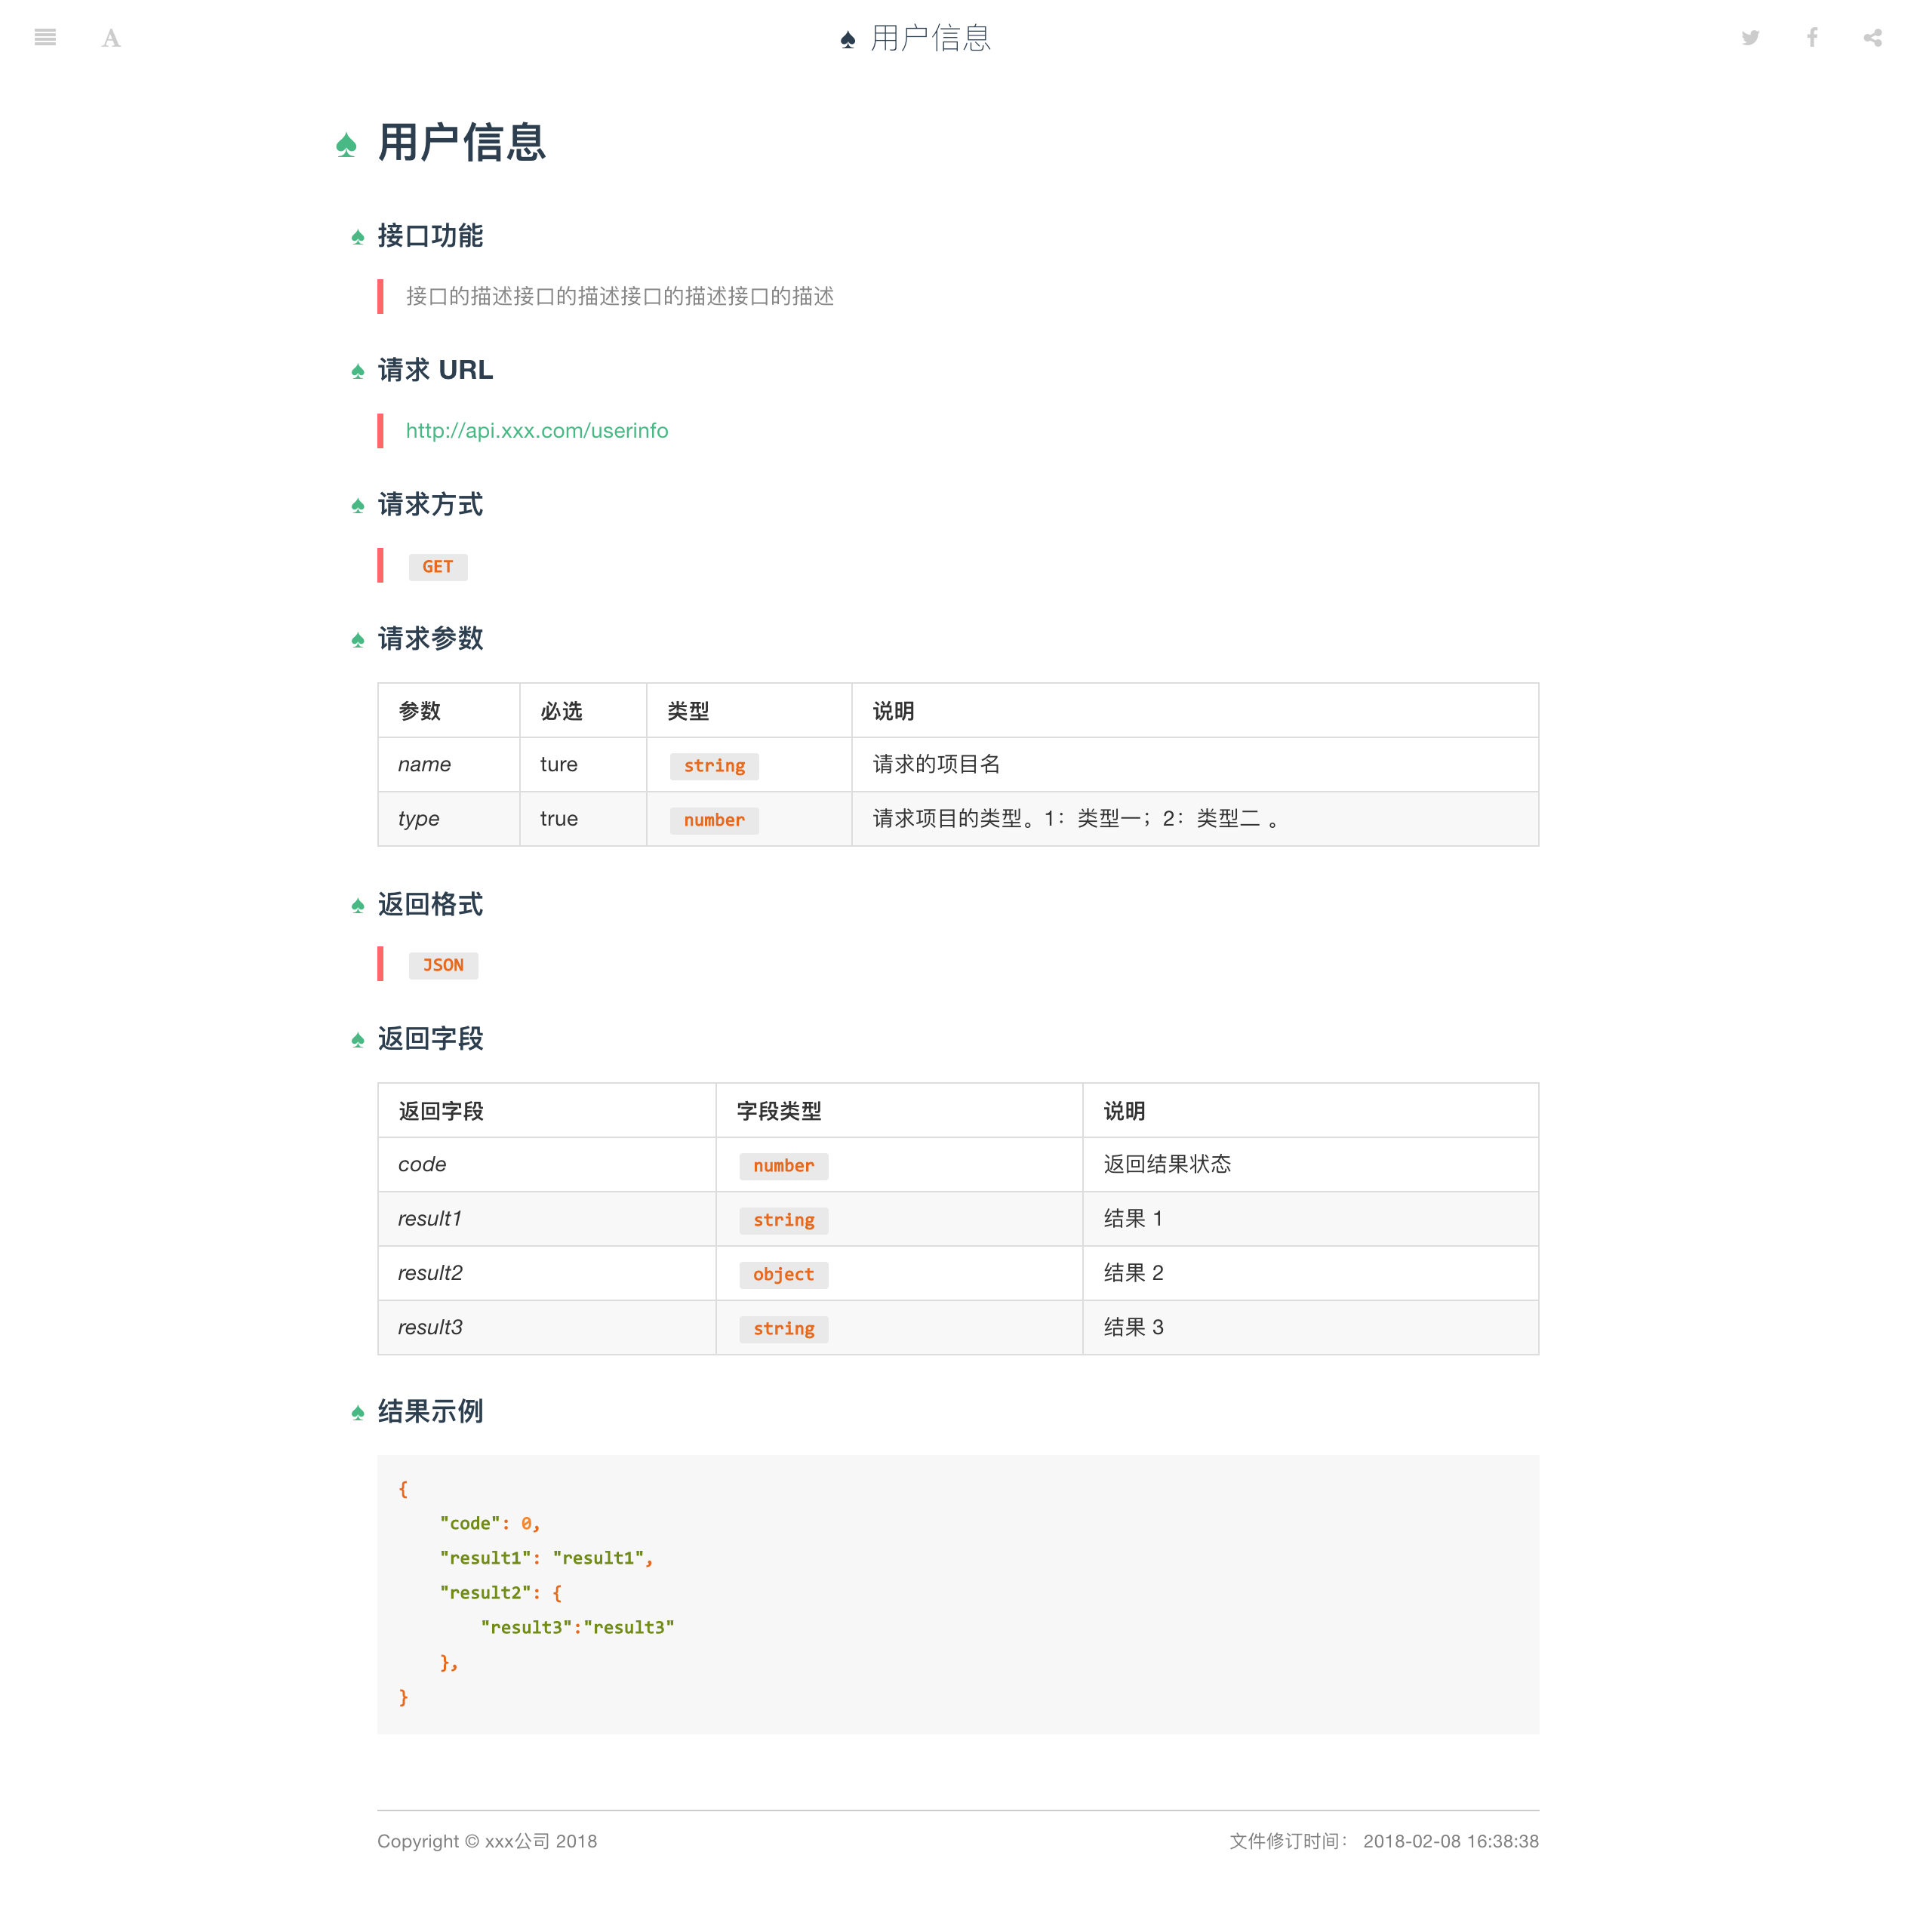 ♠ 用户信息
♠ 用户信息
♠ 接口功能
接口的描述接口的描述接口的描述接口的描述
♠ 请求 URL
http://api.xxx.com/userinfo
♠ 请求方式
GET
♠ 请求参数
参数 必选 类型 说明
name ture string 请求的项目名
type true number 请求项目的类型。1：类型一；2：类型二 。
♠ 返回格式
JSON
♠ 返回字段
返回字段 字段类型 说明
code number 返回结果状态
result1 string 结果 1
result2 object 结果 2
result3 string 结果 3
♠ 结果示例
{
    "code": 0,
    "result1": "result1",
    "result2": {
        "result3":"result3"
    },
}
Copyright © xxx公司 2018 文件修订时间： 2018-02-08 16:38:38